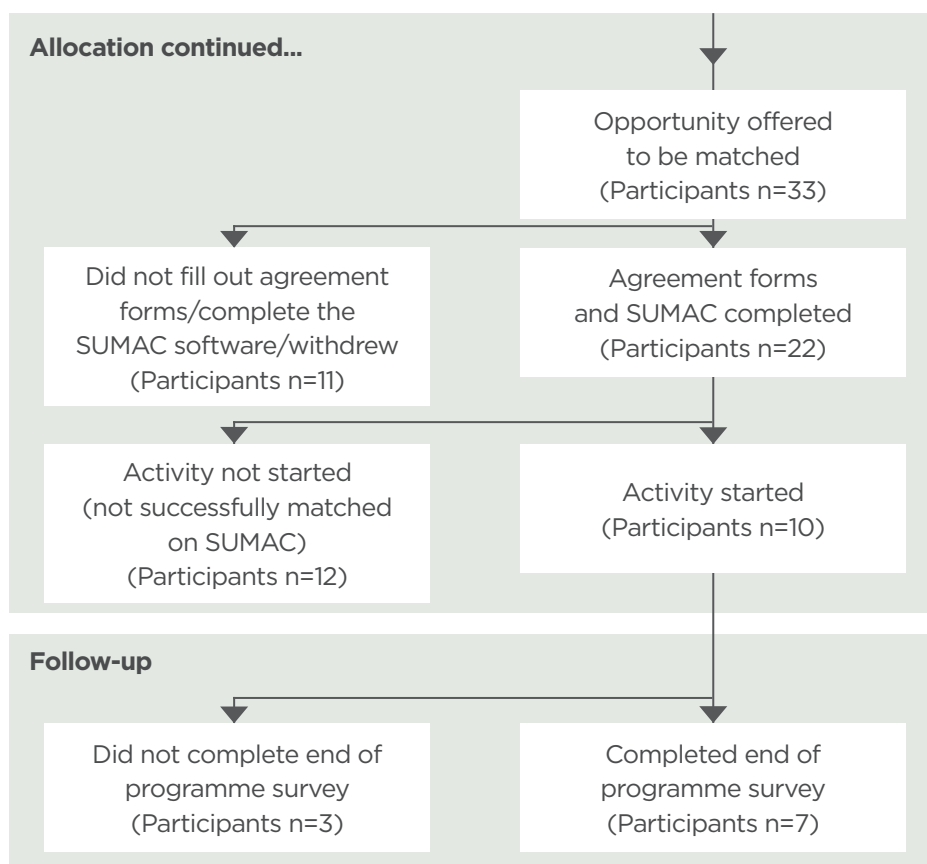 Allocation continued...
Opportunity offered
to be matched
(Participants n=33)
Did not fill out agreement
forms/complete the
SUMAC software/withdrew
(Participants n=11)
Agreement forms
and SUMAC completed
(Participants n=22)
Activity not started
(not successfully matched
on SUMAC)
(Participants n=12)
Activity started
(Participants n=10)
Follow-up
Did not complete end of
programme survey
(Participants n=3)
Completed end of
programme survey
(Participants n=7)